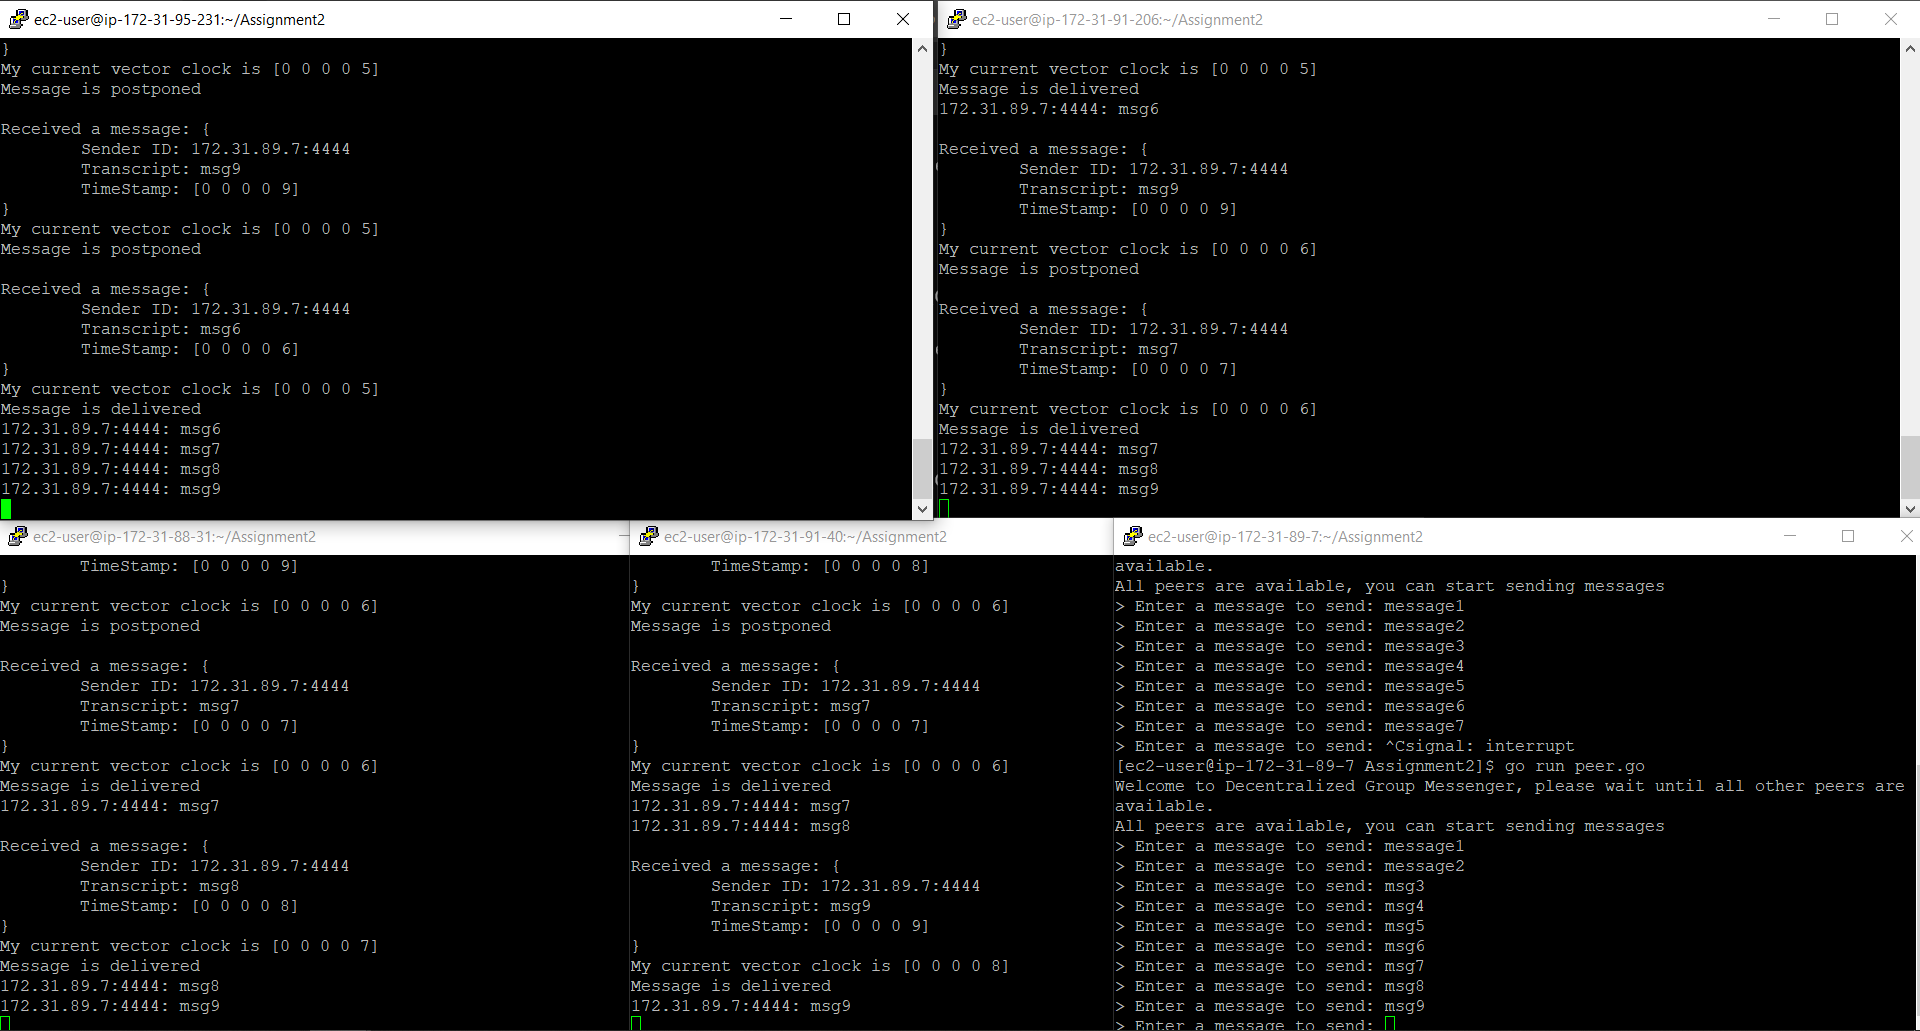 ec2-user@ip-172-31-95-231:~/Assignment2
}
My current vector clock is [0 0 0 0 5]
Message is postponed
Received a message: {
Sender ID: 172.31.89.7:4444
Transcript: msg9
TimeStamp: [0 0 0 0 9]
}
My current vector clock is [0 0 0 0 5]
Message is postponed
Received a message: {
Sender ID: 172.31.89.7:4444
Transcript: msg6
TimeStamp: [0 0 0 0 6]
}
My current vector clock is [0 0 0 0 5]
Message is delivered
172.31.89.7:4444: msg6
172.31.89.7:4444: msg7
172.31.89.7:4444: msg8
172.31.89.7:4444: msg9
ec2-user@ip-172-31-91-206:~/Assignment2
}
My current vector clock is [0 0 0 0 5]
Message is delivered
172.31.89.7:4444: msg6
Received a message: {
Sender ID: 172.31.89.7:4444
Transcript: msg9
TimeStamp: [0 0 0 0 9]
}
My current vector clock is [0 0 0 0 6]
Message is postponed
Received a message: {
Sender ID: 172.31.89.7:4444
Transcript: msg7
TimeStamp: [0 0 0 0 7]
}
My current vector clock is [0 0 0 0 6]
Message is delivered
172.31.89.7:4444: msg7
172.31.89.7:4444: msg8
172.31.89.7:4444: msg9
ec2-user@ip-172-31-88-31:~/Assignment2
TimeStamp: [0 0 0 0 9]
}
My current vector clock is [0 0 0 0 6]
Message is postponed
Received a message: {
Sender ID: 172.31.89.7:4444
Transcript: msg7
TimeStamp: [0 0 0 0 7]
}
My current vector clock is [0 0 0 0 6]
Message is delivered
172.31.89.7:4444: msg7
Received a message: {
Sender ID: 172.31.89.7:4444
Transcript: msg8
TimeStamp: [0 0 0 0 8]
}
My current vector clock is [0 0 0 0 7]
Message is delivered
172.31.89.7:4444: msg8
172.31.89.7:4444: msg9
ec2-user@ip-172-31-91-40:~/Assignment2
TimeStamp: [0 0 0 0 8]
}
My current vector clock is [0 0 0 0 6]
Message is postponed
Received a message: {
Sender ID: 172.31.89.7:4444
Transcript: msg7
TimeStamp: [0 0 0 0 7]
}
My current vector clock is [0 0 0 0 6]
Message is delivered
172.31.89.7:4444: msg7
172.31.89.7:4444: msg8
Received a message: {
Sender ID: 172.31.89.7:4444
Transcript: msg9
TimeStamp: [0 0 0 0 9]
}
My current vector clock is [0 0 0 0 8]
Message is delivered
172.31.89.7:4444: msg9
ec2-user@ip-172-31-89-7:~/Assignment2
available.
All peers are available, you can start sending messages
> Enter a message to send: message1
> Enter a message to send: message2
> Enter a message to send: message3
> Enter a message to send: message4
> Enter a message to send: message5
> Enter a message to send: message6
> Enter a message to send: message7
> Enter a message to send: ^Csignal: interrupt
[ec2-user@ip-172-31-89-7 Assignment2]$ go run peer.go
Welcome to Decentralized Group Messenger, please wait until all other peers are
available.
All peers are available, you can start sending messages
> Enter a message to send: message1
> Enter a message to send: message2
> Enter a message to send: msg3
> Enter a message to send: msg4
> Enter a message to send: msg5
> Enter a message to send: msg6
> Enter a message to send: msg7
> Enter a message to send: msg8
> Enter a message to send: msg9
> Enter a message to send: